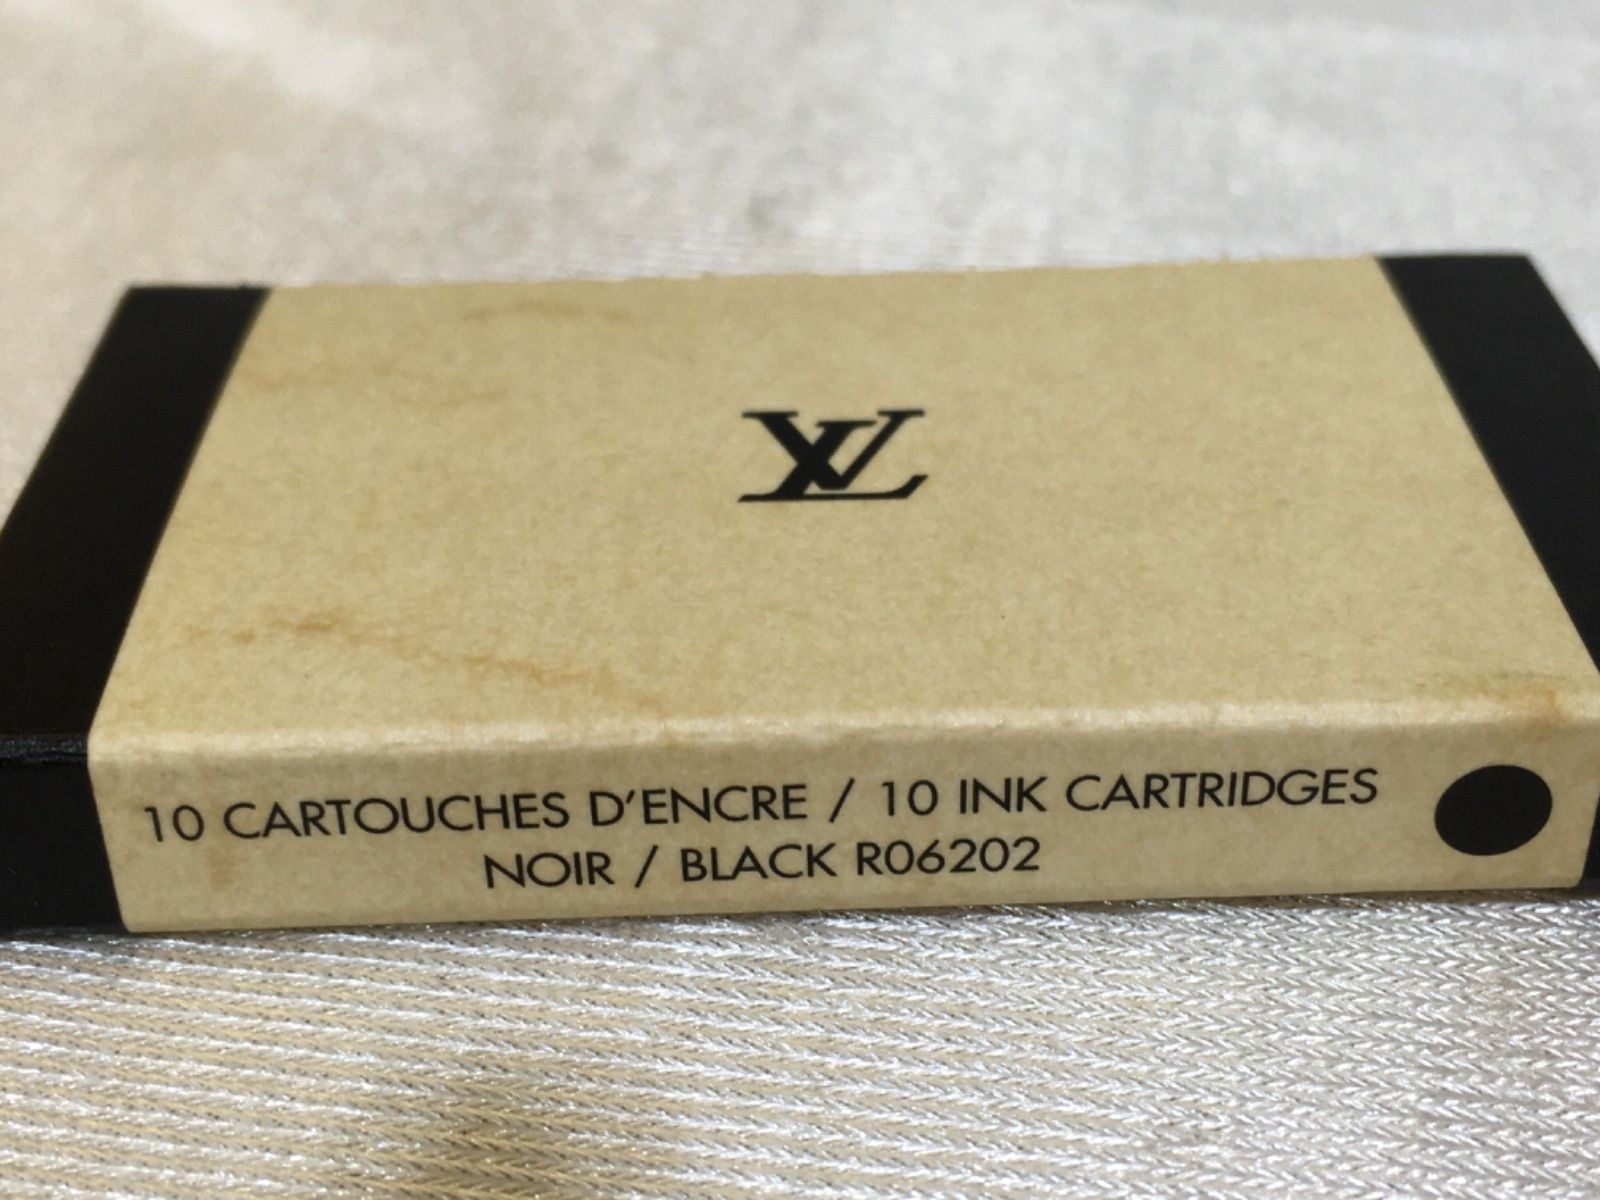 LV
10 CARTOUCHES D'ENCRE / 10 INK CARTRIDGES
NOIR / BLACK R06202